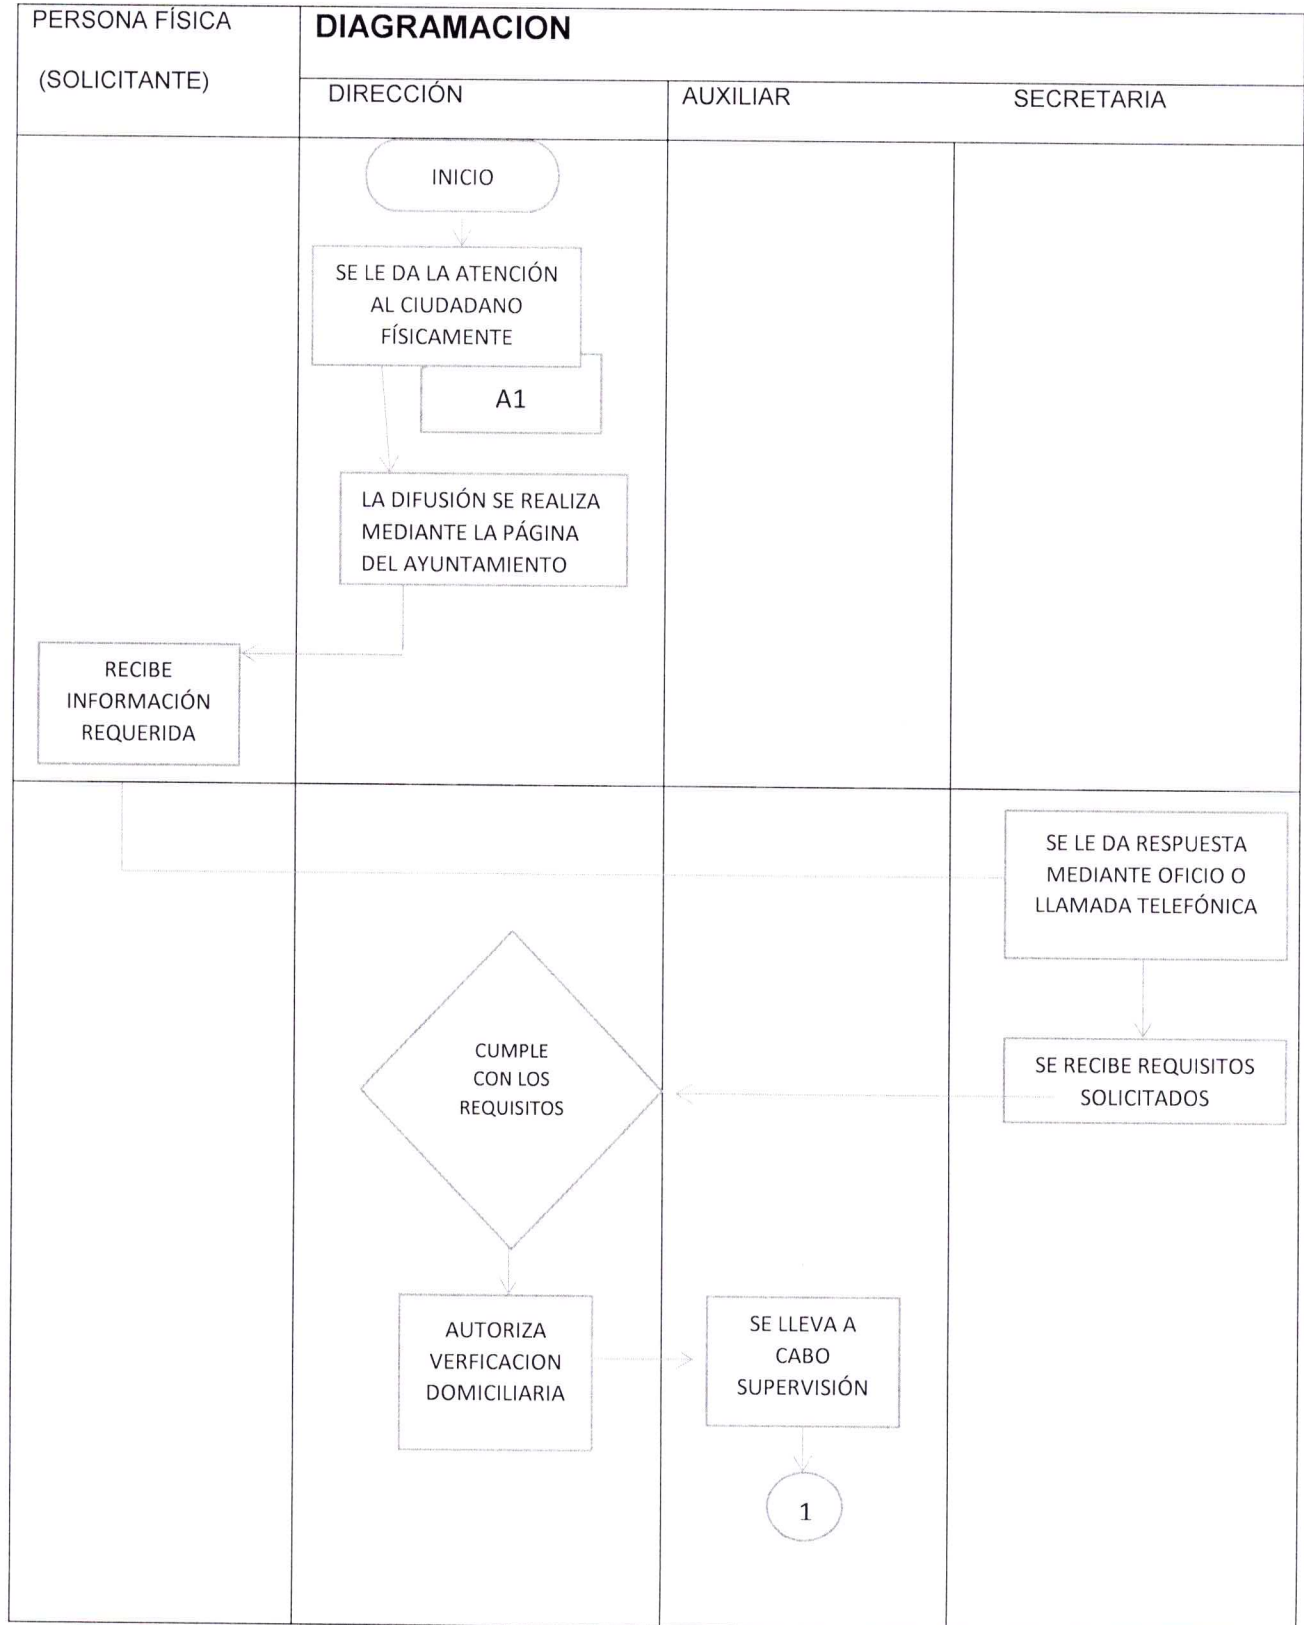 PERSONA FÍSICA
(SOLICITANTE)
DIAGRAMACION
DIRECCIÓN
AUXILIAR
SECRETARIA
INICIO
SE LE DA LA ATENCIÓN
AL CIUDADANO
FÍSICAMENTE
A1
LA DIFUSIÓN SE REALIZA
MEDIANTE LA PÁGINA
DEL AYUNTAMIENTO
RECIBE
INFORMACIÓN
REQUERIDA
SE LE DA RESPUESTA
MEDIANTE OFICIO O
LLAMADA TELEFÓNICA
CUMPLE
CON LOS
REQUISITOS
SE RECIBE REQUISITOS
SOLICITADOS
AUTORIZA
VERFICACION
DOMICILIARIA
SE LLEVA A
CABO
SUPERVISIÓN
1